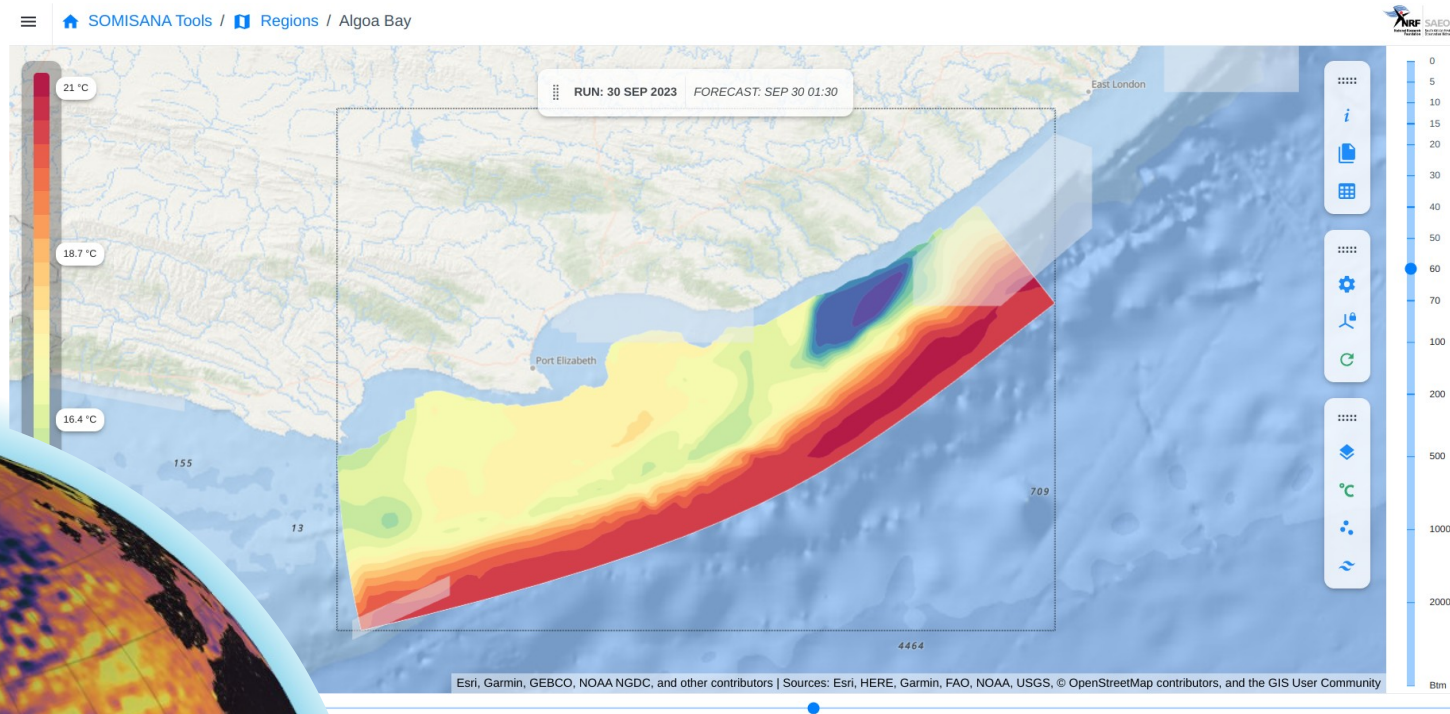 SOMISANA Tools / Regions / Algoa Bay
NRF
SAEO
RUN: 30 SEP 2023 FORECAST: SEP 30 01:30
21 °C
18.7 °C
16.4 °C
East London
Port Elizabeth
155
13
709
4464
i
°C
0
5
10
15
20
30
40
50
60
70
100
200
500
1000
2000
Btm
Esri, Garmin, GEBCO, NOAA NGDC, and other contributors | Sources: Esri, HERE, Garmin, FAO, NOAA, USGS, © OpenStreetMap contributors, and the GIS User Community